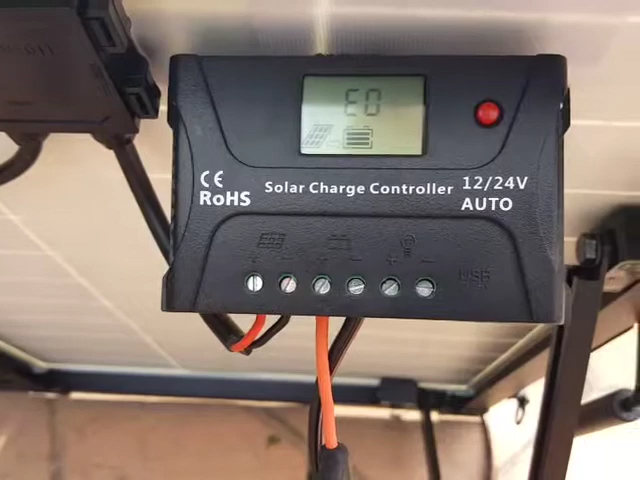 E0
CE
RoHS
Solar Charge Controller
12/24V
AUTO
+ - + - + -
USB